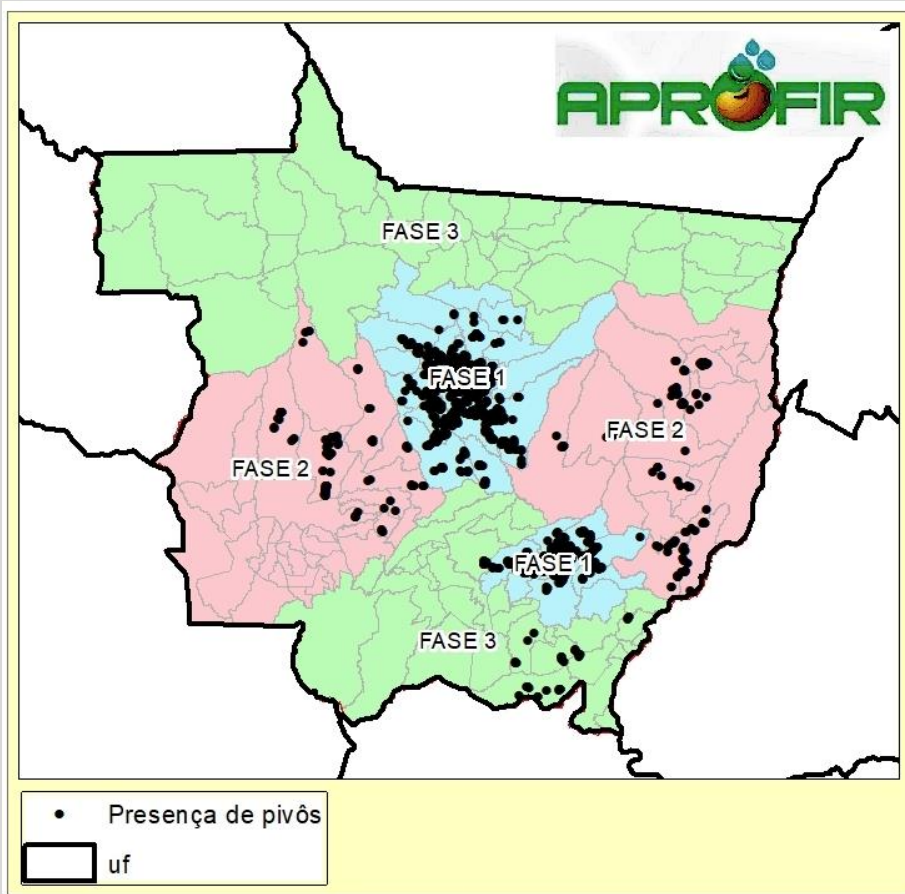 APROFIR
FASE 3
FASE 1
FASE 2
FASE 2
FASE 1
FASE 3
Presença de pivôs
uf